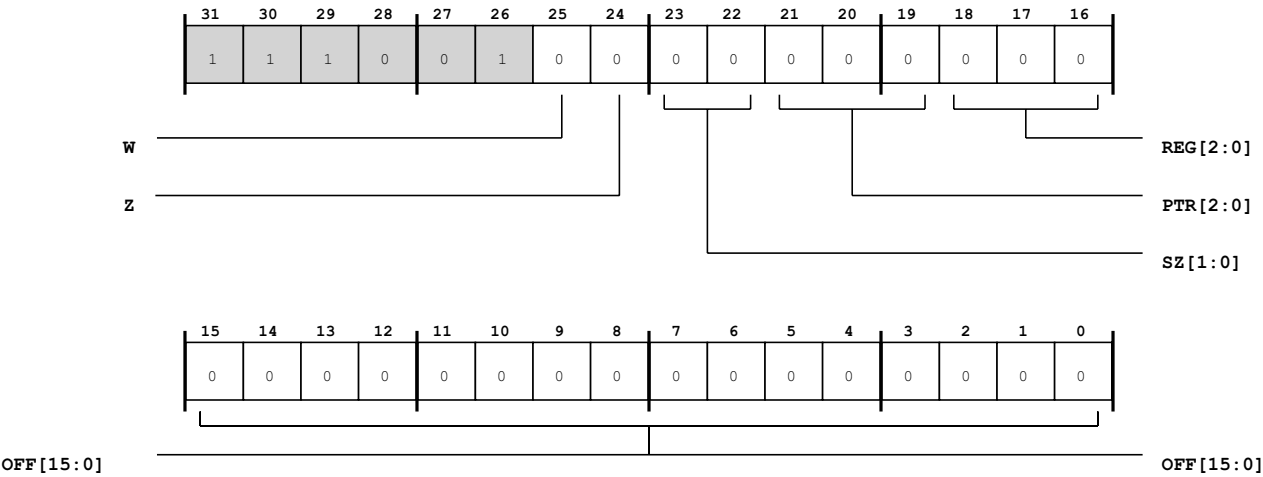 31 30 29 28 27 26 25 24 23 22 21 20 19 18 17 16
1 1 1 0 0 1 0 0 0 0 0 0 0 0 0 0
W REG[2:0]
Z PTR[2:0]
SZ[1:0]
15 14 13 12 11 10 9 8 7 6 5 4 3 2 1 0
0 0 0 0 0 0 0 0 0 0 0 0 0 0 0 0
OFF[15:0] OFF[15:0]